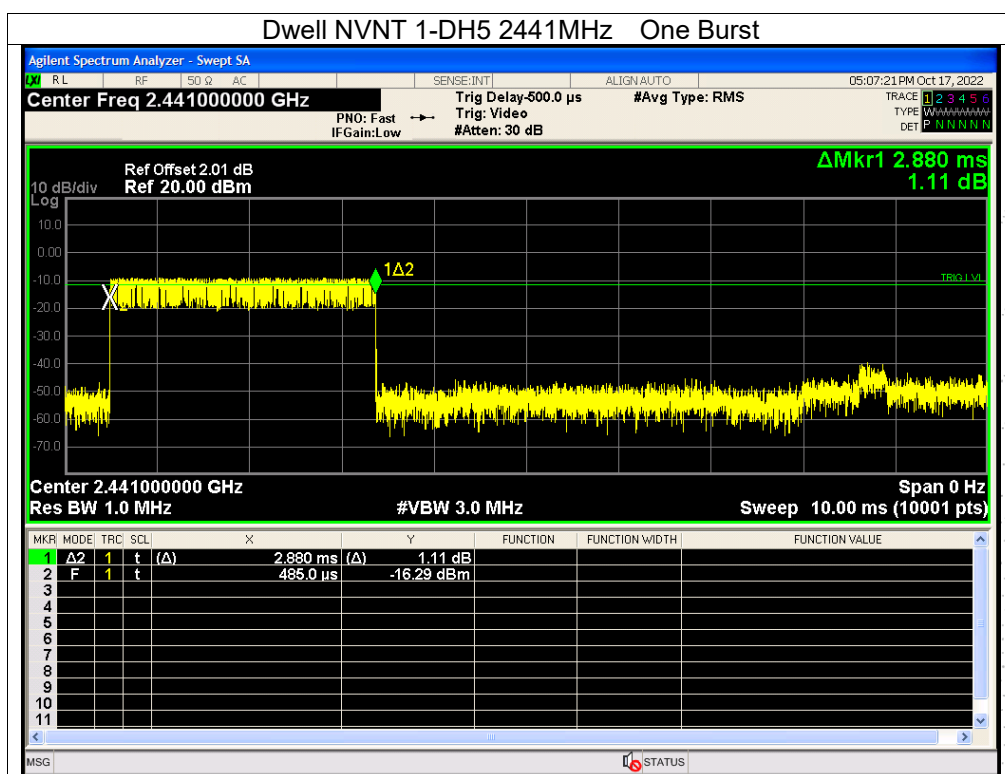 Dwell NVNT 1-DH5 2441MHz One Burst
Agilent Spectrum Analyzer - Swept SA
LXI RL RF 50 Ω AC SENSE:INT ALIGN AUTO 05:07:21 PM Oct 17, 2022
Center Freq 2.441000000 GHz Trig Delay-500.0 µs #Avg Type: RMS TRACE 1 2 3 4 5 6
PNO: Fast Trig: Video TYPE WWWWWW
IFGain:Low #Atten: 30 dB DET P N N N N N
ΔMkr1 2.880 ms
Ref Offset 2.01 dB
10 dB/div Ref 20.00 dBm 1.11 dB
Log
10.0
0.00
1Δ2
-10.0 TRIG LVL
-20.0 2
-30.0
-40.0
-50.0
-60.0
-70.0
Center 2.441000000 GHz Span 0 Hz
Res BW 1.0 MHz #VBW 3.0 MHz Sweep 10.00 ms (10001 pts)
MKR MODE TRC SCL X Y FUNCTION FUNCTION WIDTH FUNCTION VALUE
1 Δ2 1 t (Δ) 2.880 ms (Δ) 1.11 dB
2 F 1 t 485.0 µs -16.29 dBm
3
4
5
6
7
8
9
10
11
MSG STATUS